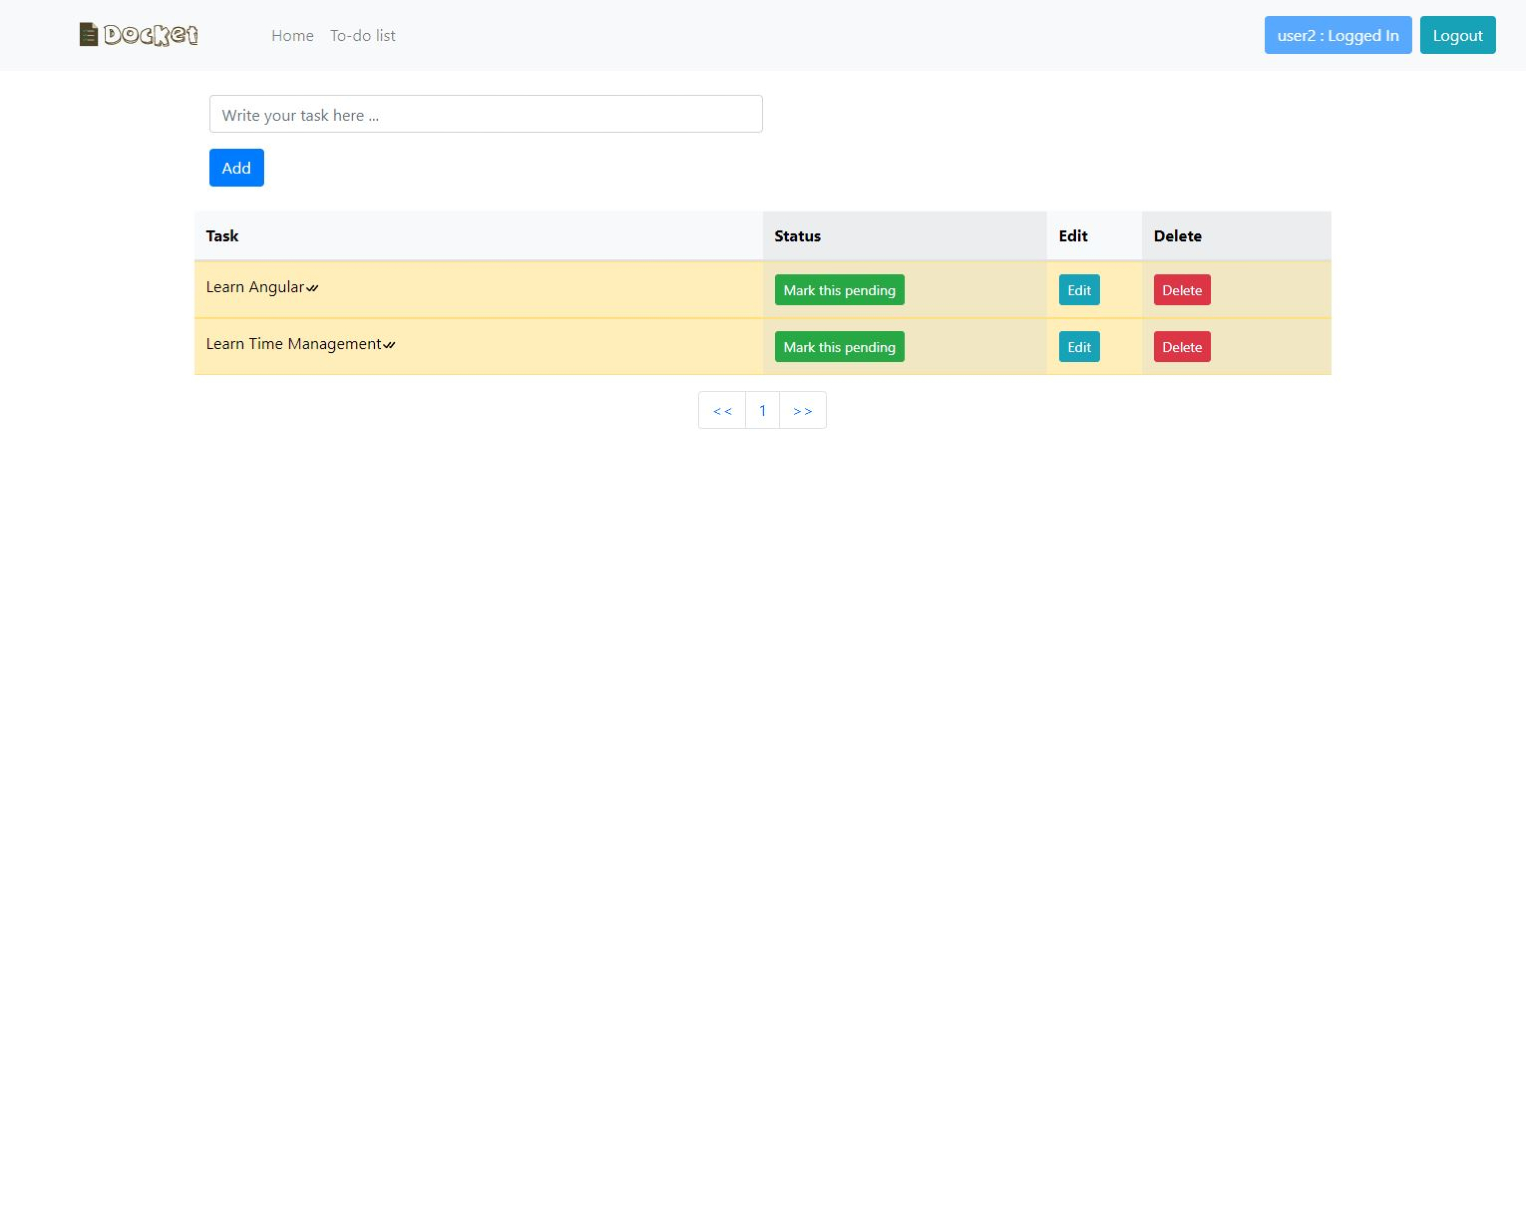 Docket Home To-do list user2 : Logged In Logout
Write your task here ...
Add
Task Status Edit Delete
Learn Angular Mark this pending Edit Delete
Learn Time Management Mark this pending Edit Delete
<< 1 >>